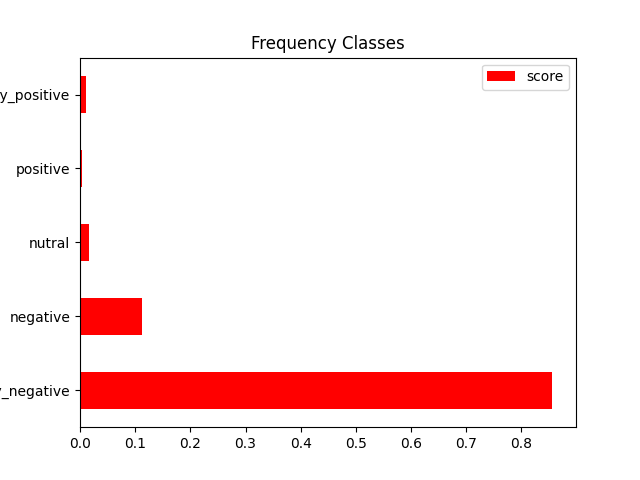 Frequency Classes
score
y_positive
positive
nutral
negative
y_negative
0.0 0.1 0.2 0.3 0.4 0.5 0.6 0.7 0.8